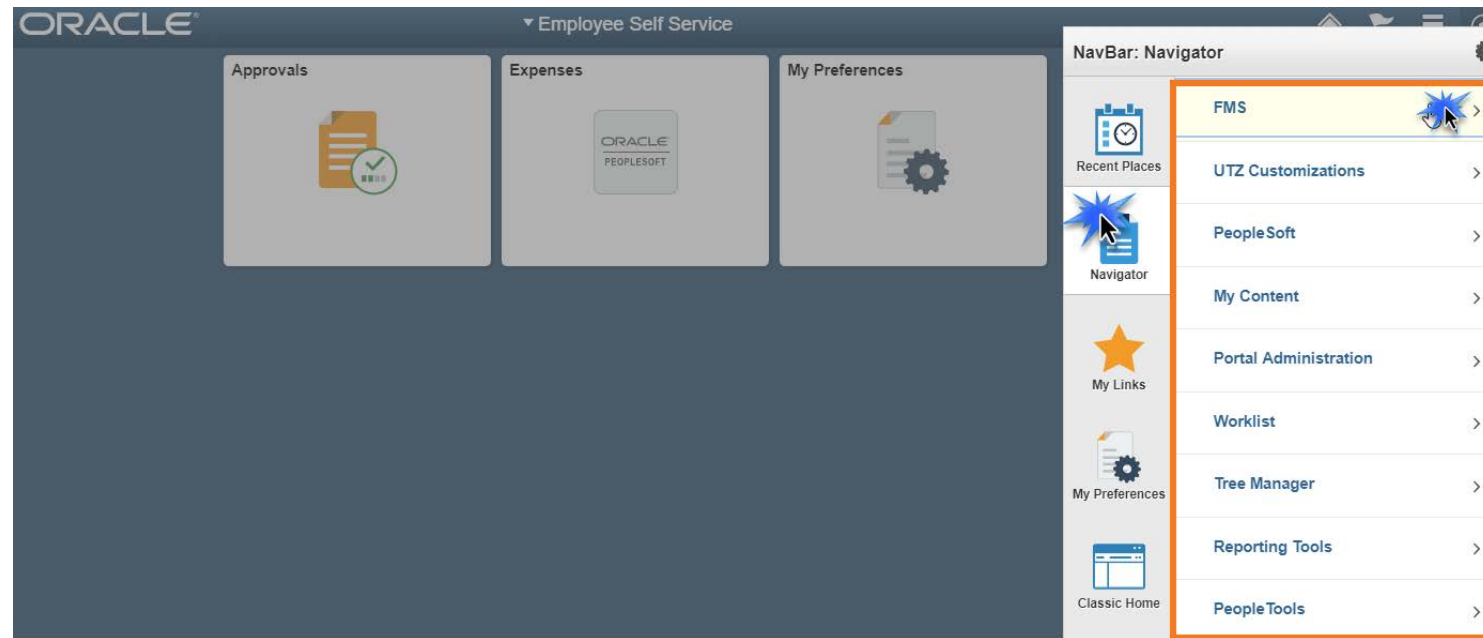 ORACLE®
Employee Self Service
Approvals
Expenses
My Preferences
ORACLE
PEOPLESOFT
NavBar: Navigator
Recent Places
Navigator
My Links
My Preferences
Classic Home
FMS
UTZ Customizations
PeopleSoft
My Content
Portal Administration
Worklist
Tree Manager
Reporting Tools
PeopleTools